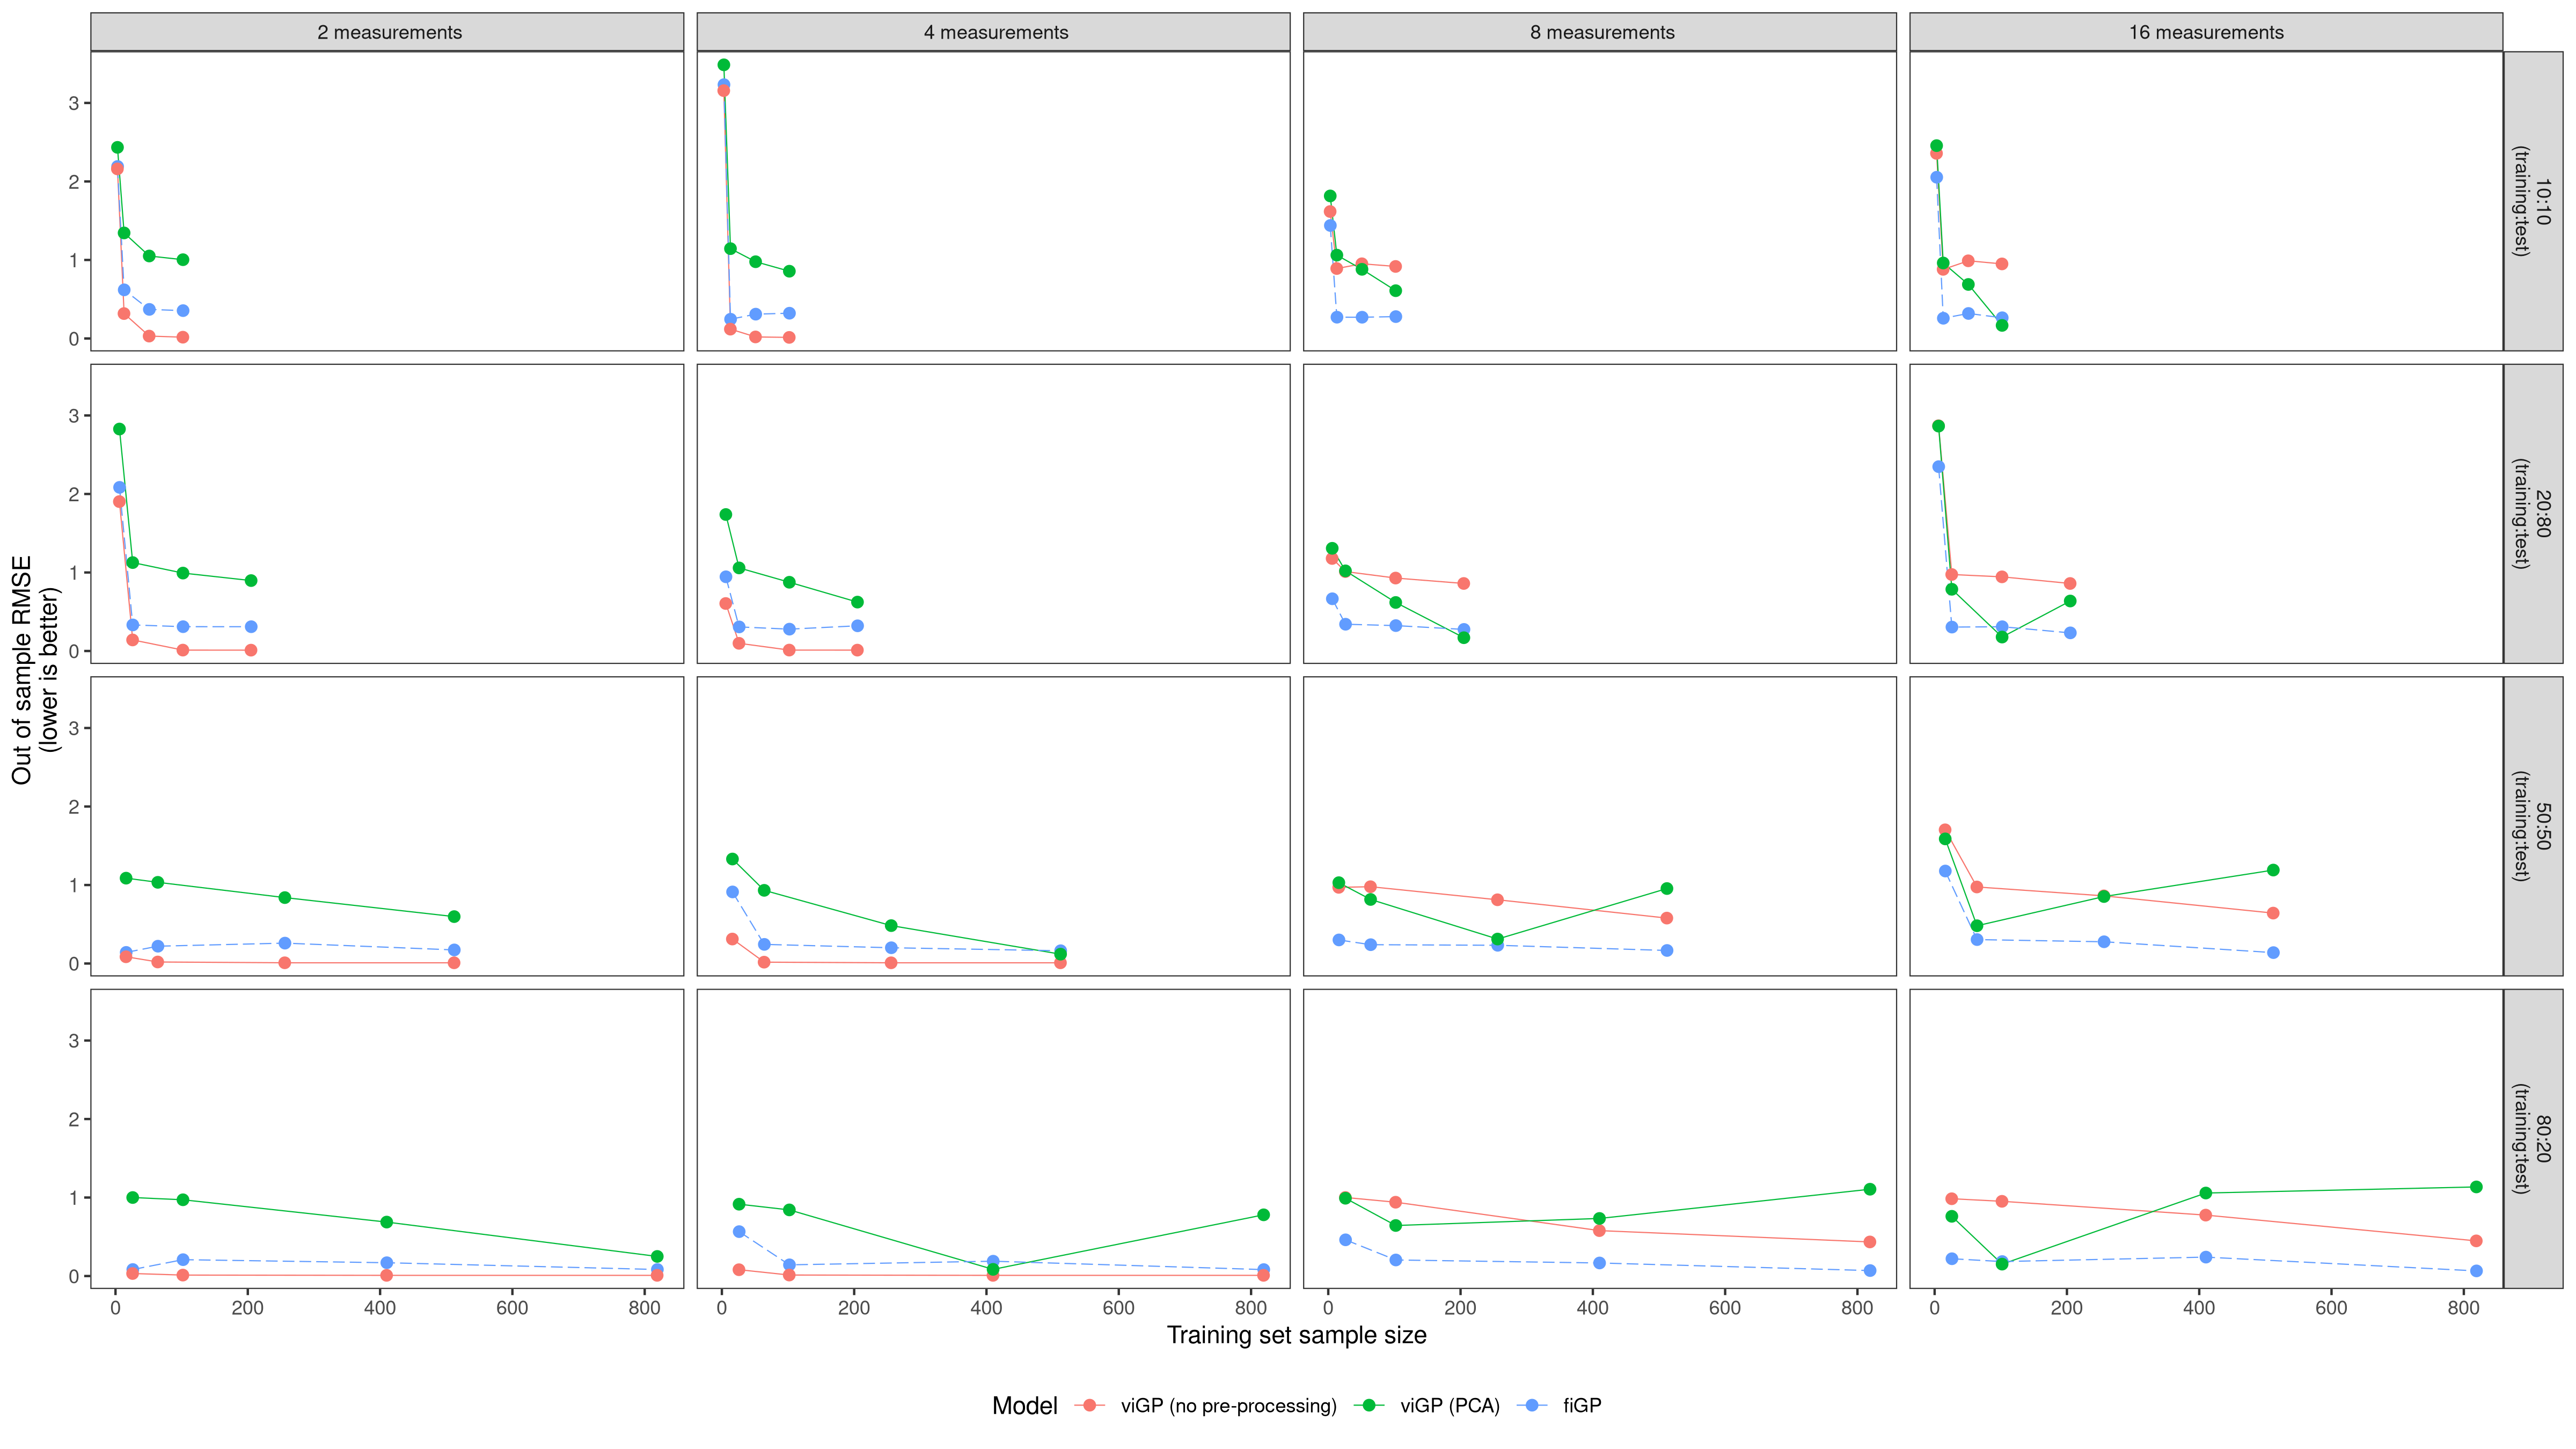 2 measurements
4 measurements
8 measurements
16 measurements
3
2
1
0
10:10
(training:test)
3
2
1
0
20:80
(training:test)
Out of sample RMSE
(lower is better)
3
2
1
0
50:50
(training:test)
3
2
1
0
80:20
(training:test)
0 200 400 600 800
0 200 400 600 800
0 200 400 600 800
0 200 400 600 800
Training set sample size
Model viGP (no pre-processing) viGP (PCA) fiGP